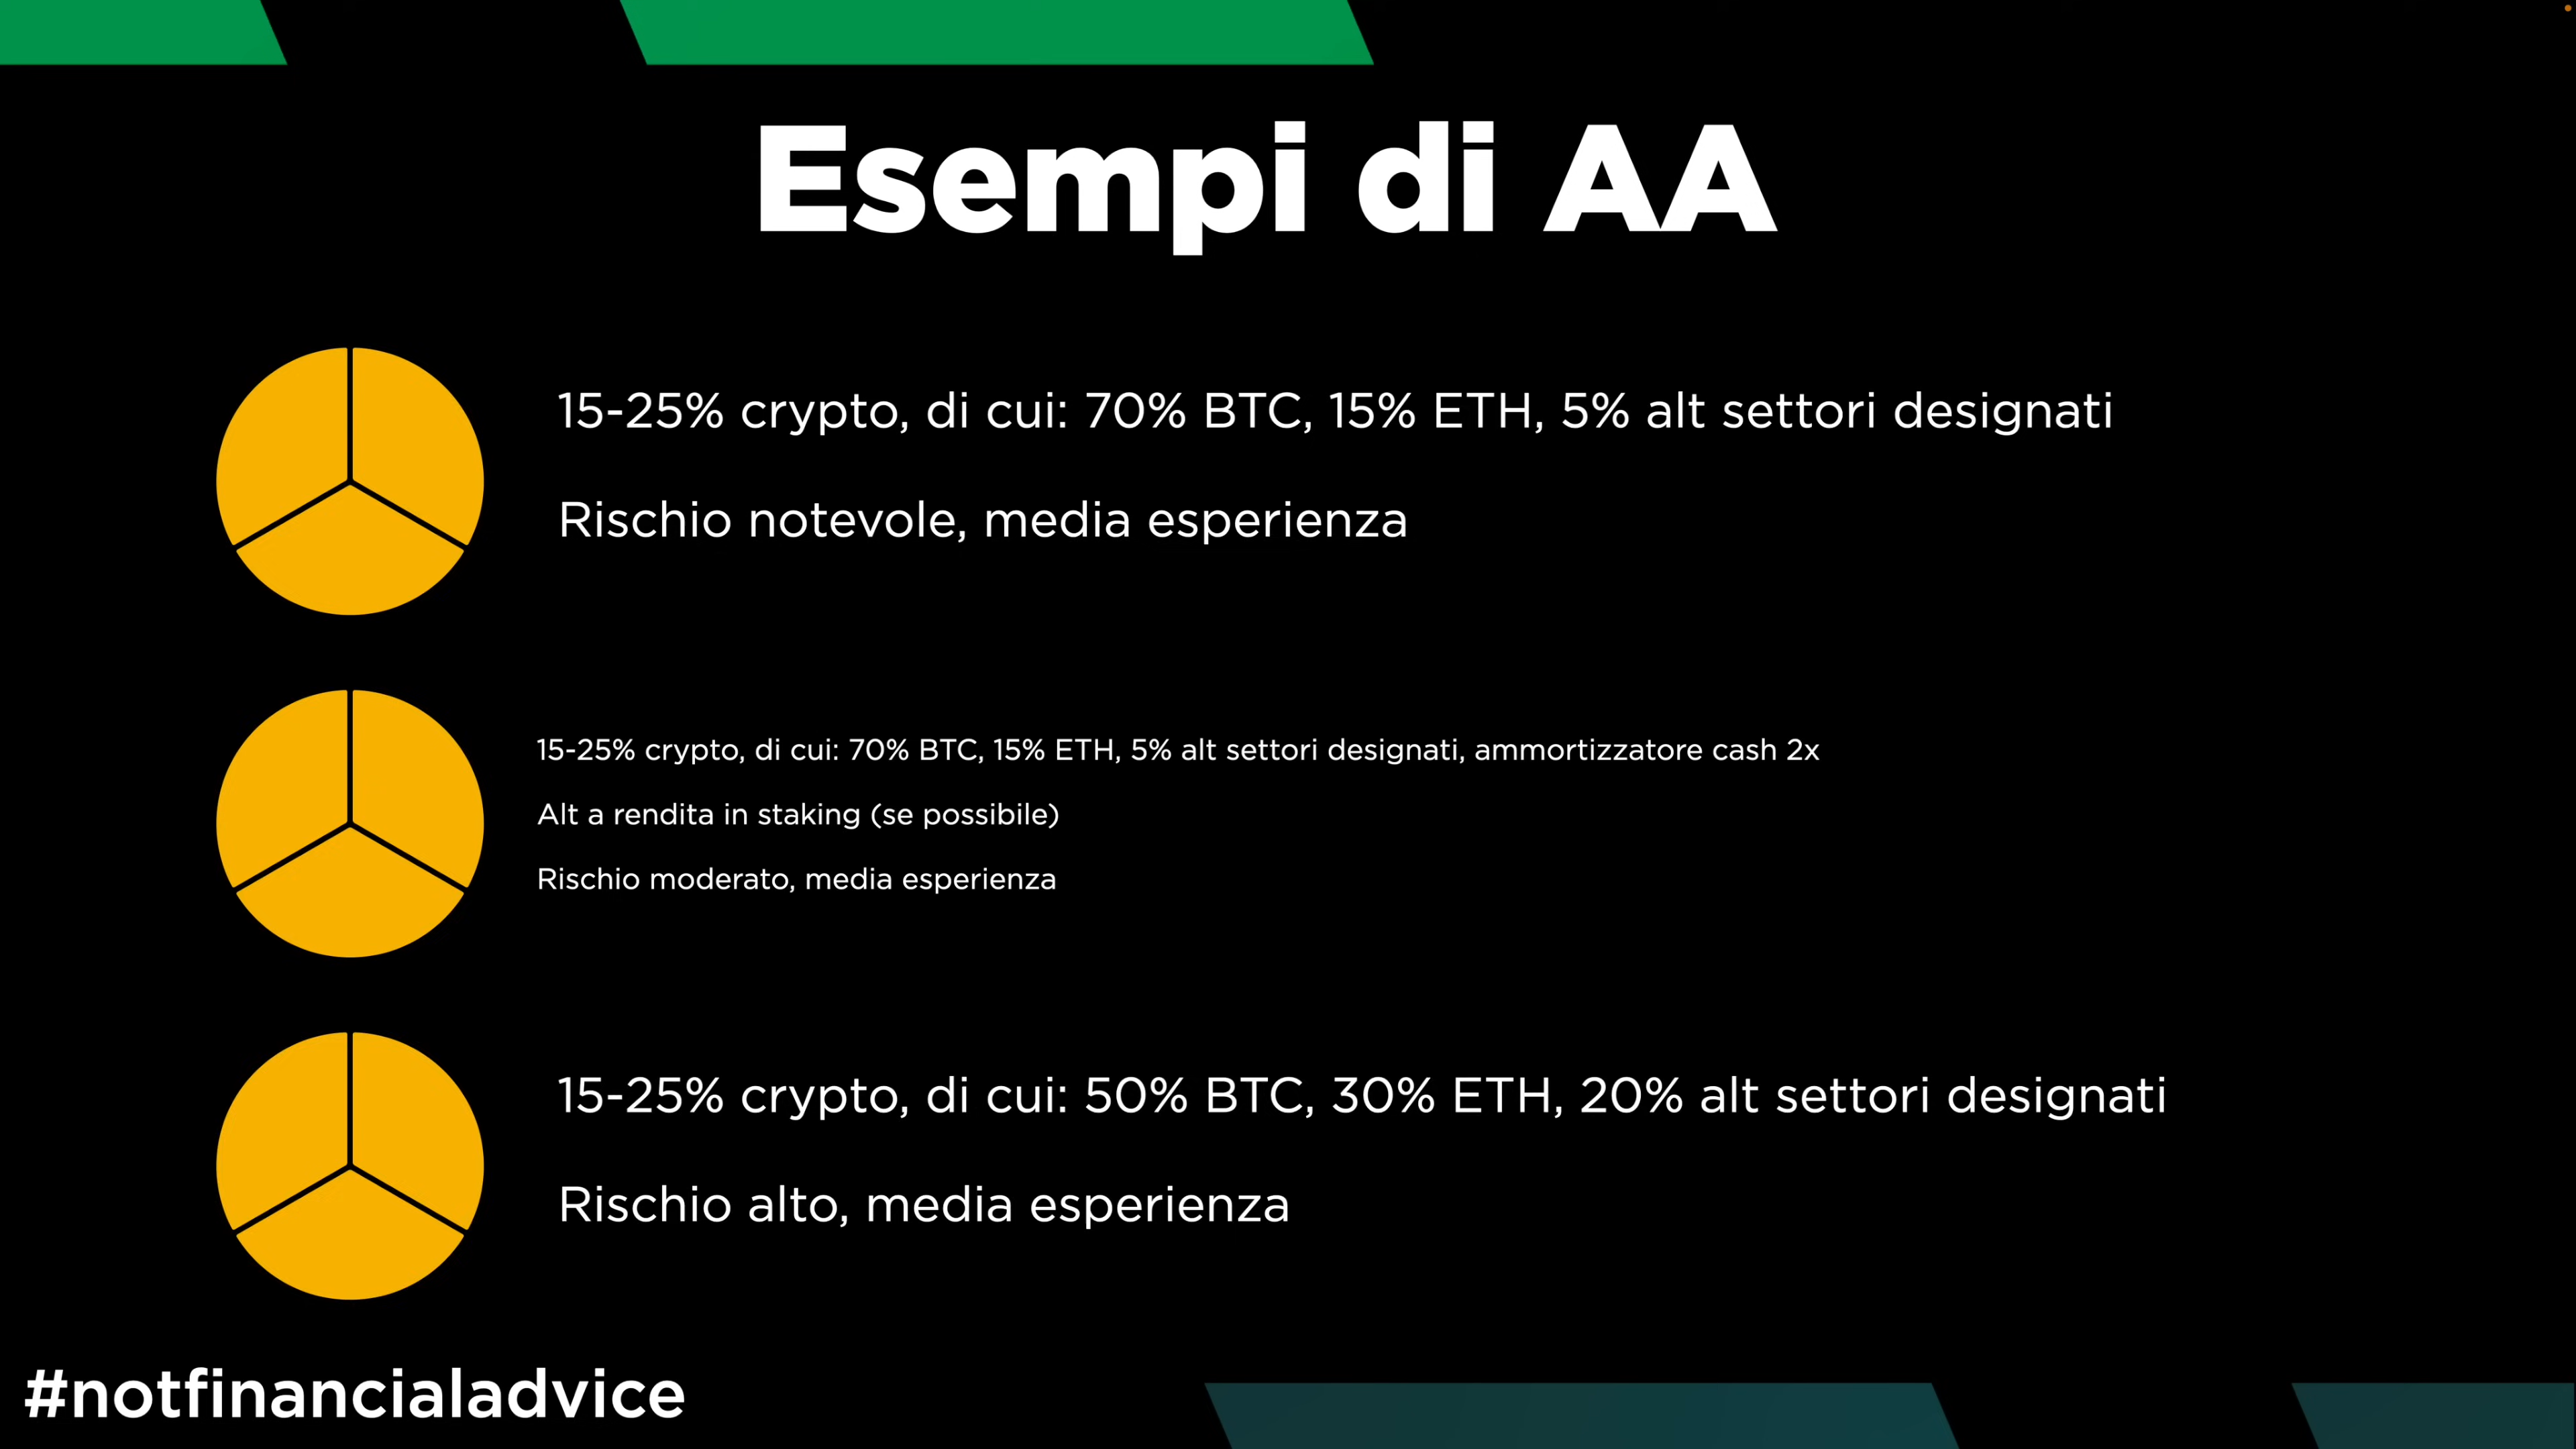 Esempi di AA
15-25% crypto, di cui: 70% BTC, 15% ETH, 5% alt settori designati
Rischio notevole, media esperienza
15-25% crypto, di cui: 70% BTC, 15% ETH, 5% alt settori designati, ammortizzatore cash 2x
Alt a rendita in staking (se possibile)
Rischio moderato, media esperienza
15-25% crypto, di cui: 50% BTC, 30% ETH, 20% alt settori designati
Rischio alto, media esperienza
#notfinancialadvice